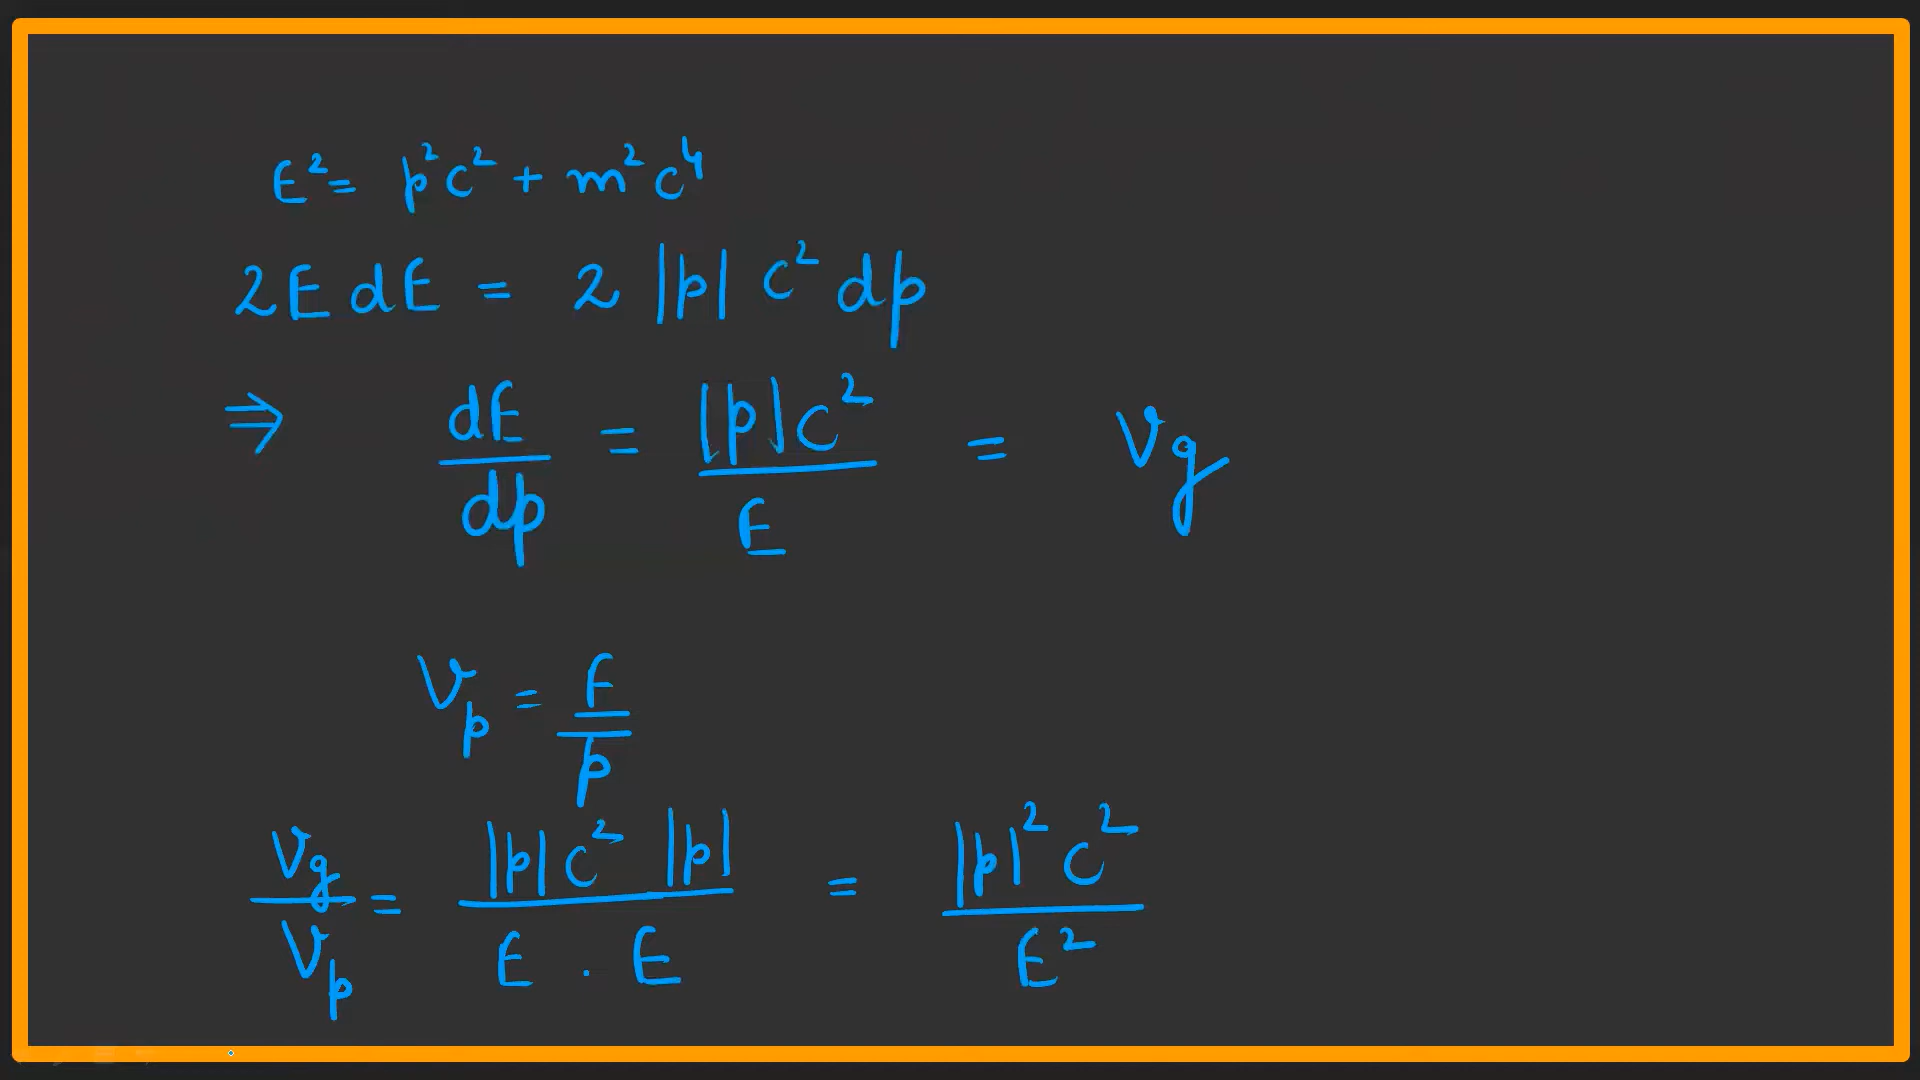 E² = p²c² + m²c⁴
2E dE = 2 |p| c² dp
⇒ dE/dp = |p|c²/E = Vg
Vp = E/p
Vg/Vp = |p|c² |p| / E . E = |p|²c²/E²